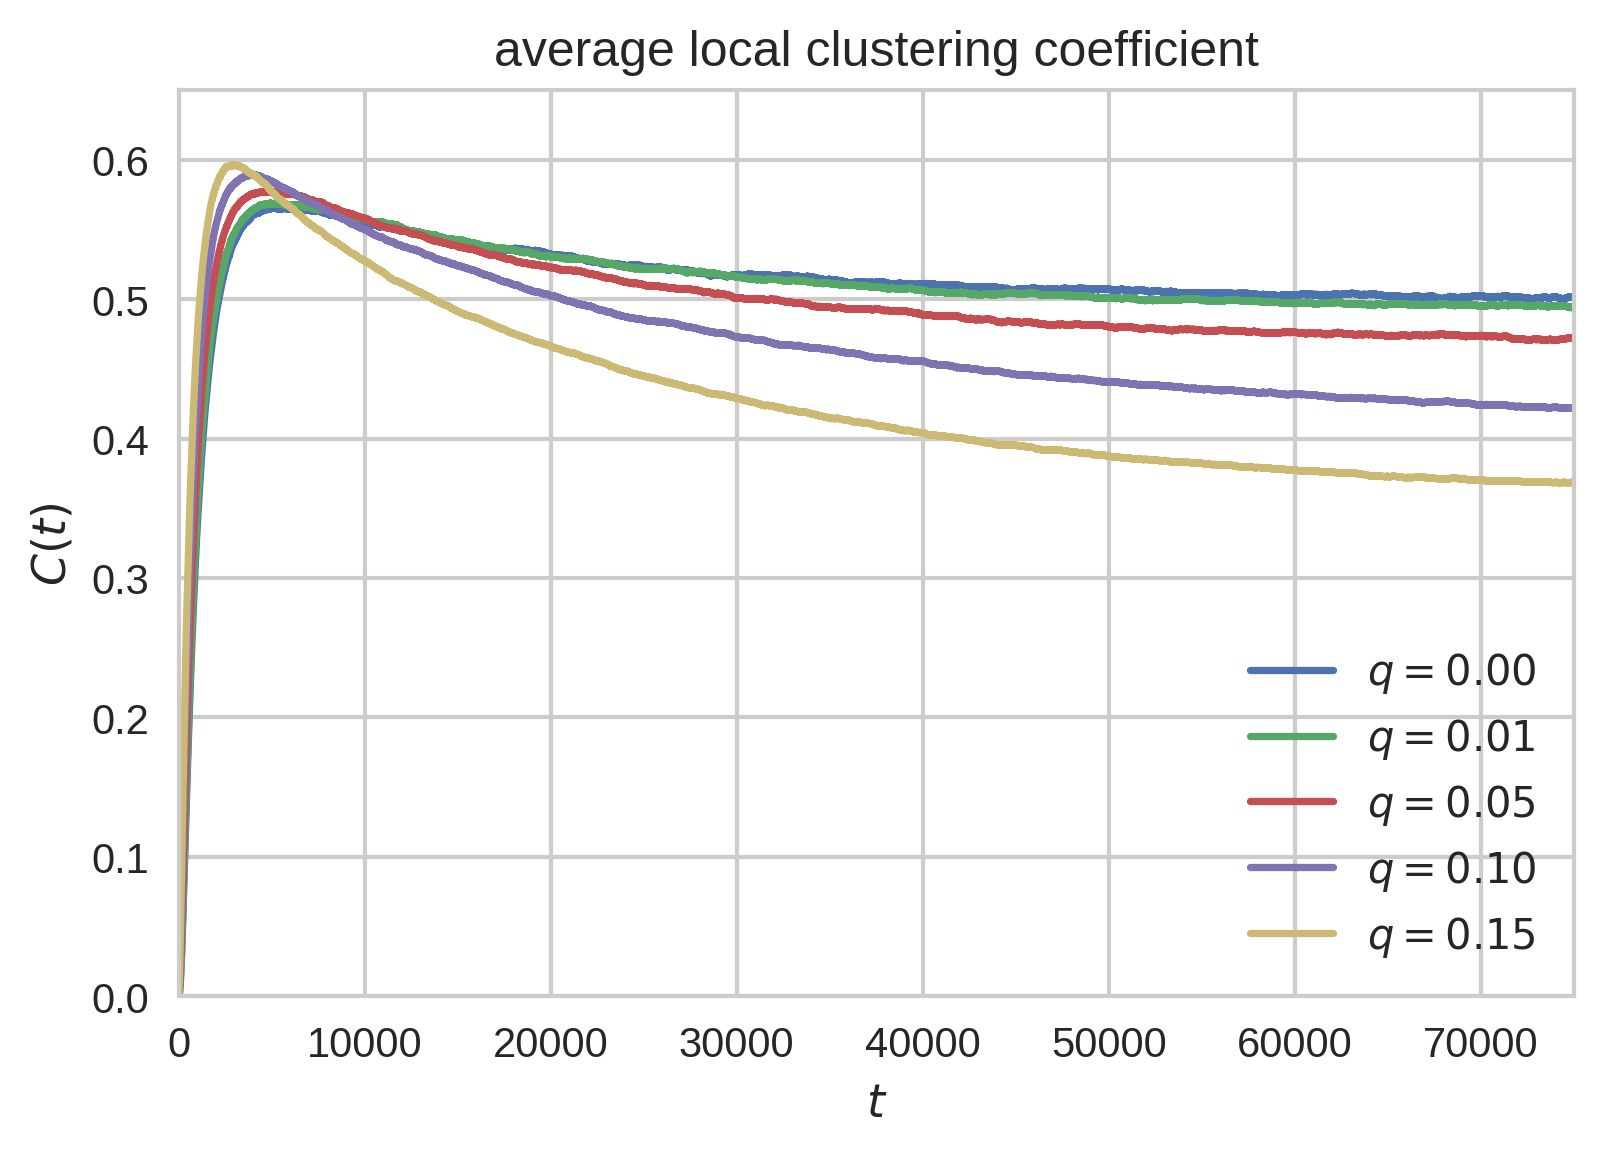 average local clustering coefficient
C(t)
0.6
0.5
0.4
0.3
0.2
0.1
0.0
0 10000 20000 30000 40000 50000 60000 70000
t
q = 0.00
q = 0.01
q = 0.05
q = 0.10
q = 0.15